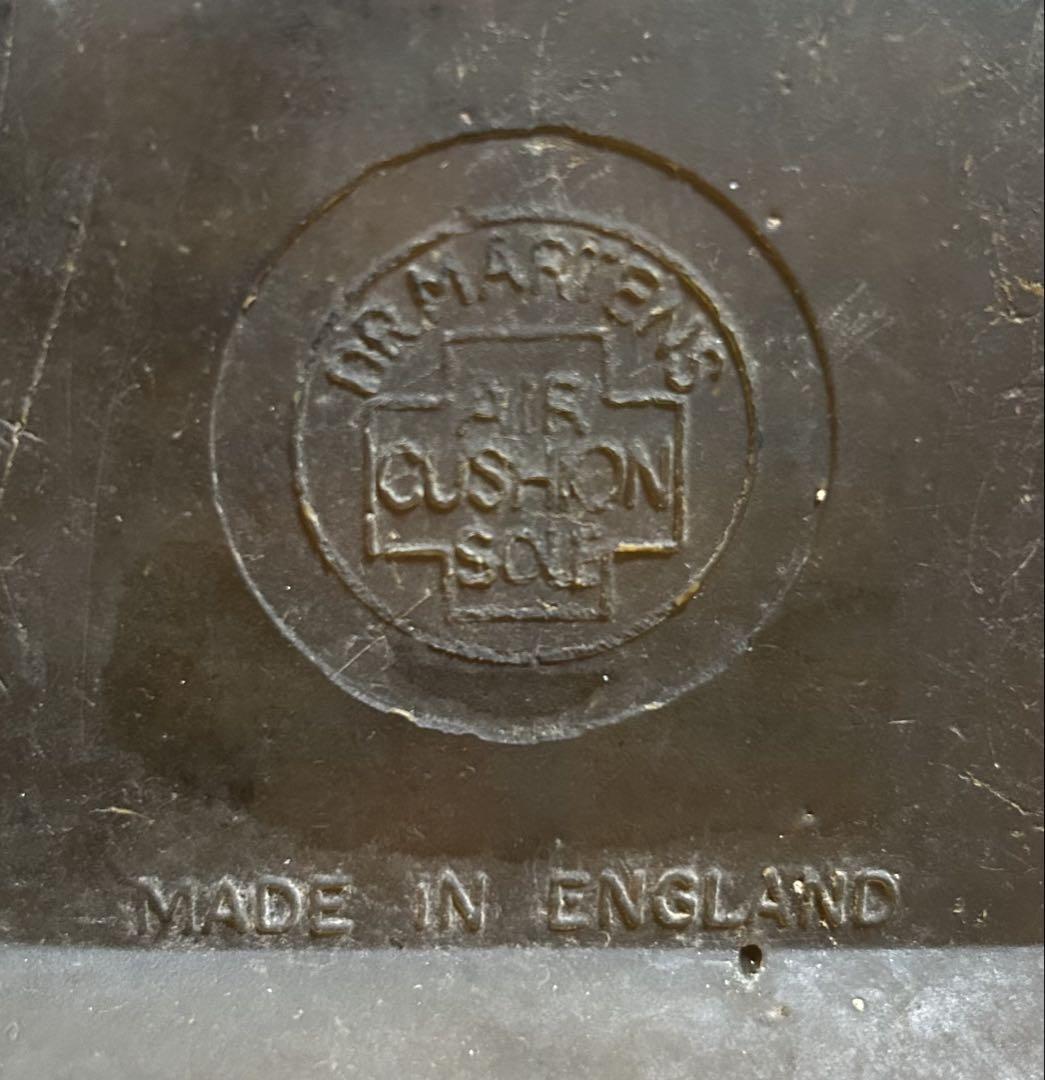 DR. MARTENS
AIR
CUSHION
SOLE
MADE IN ENGLAND